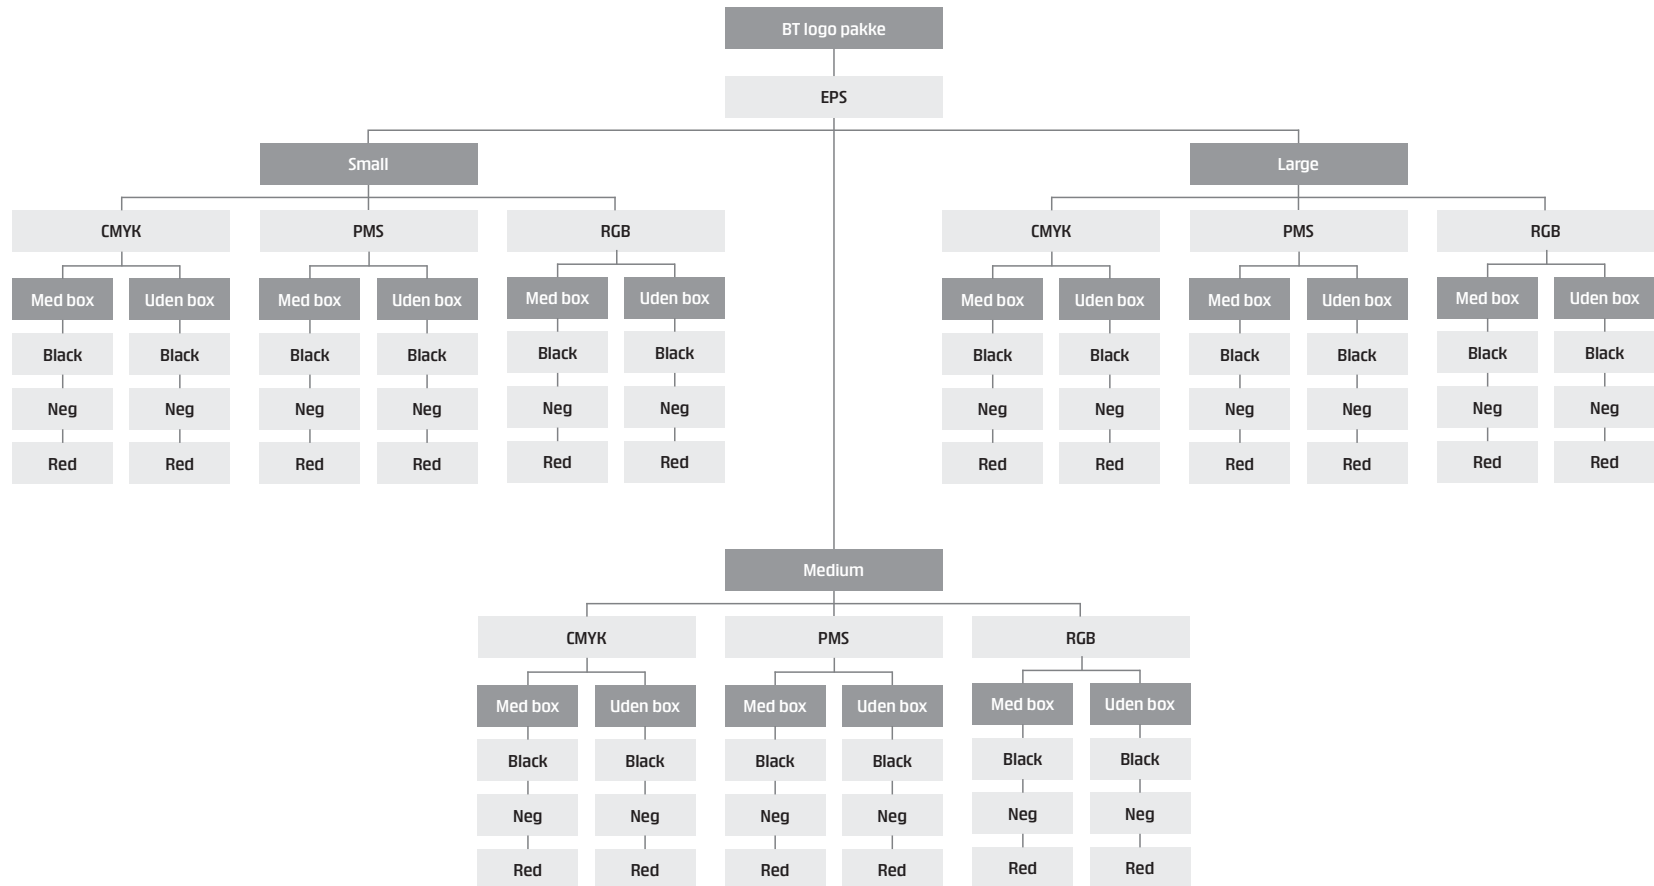 BT logo pakke
EPS
Small
Large
CMYK PMS RGB CMYK PMS RGB
Med box Uden box Med box Uden box Med box Uden box Med box Uden box Med box Uden box Med box Uden box
Black Black Black Black Black Black Black Black Black Black Black Black
Neg Neg Neg Neg Neg Neg Neg Neg Neg Neg Neg Neg
Red Red Red Red Red Red Red Red Red Red Red Red
Medium
CMYK PMS RGB
Med box Uden box Med box Uden box Med box Uden box
Black Black Black Black Black Black
Neg Neg Neg Neg Neg Neg
Red Red Red Red Red Red